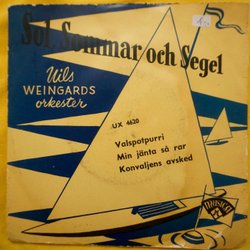 Sol, Sommar och Segel
Nils
WEINGARDS
orkester
UX 4620
Valspotpurri
Min jänta så rar
Konvaljens avsked